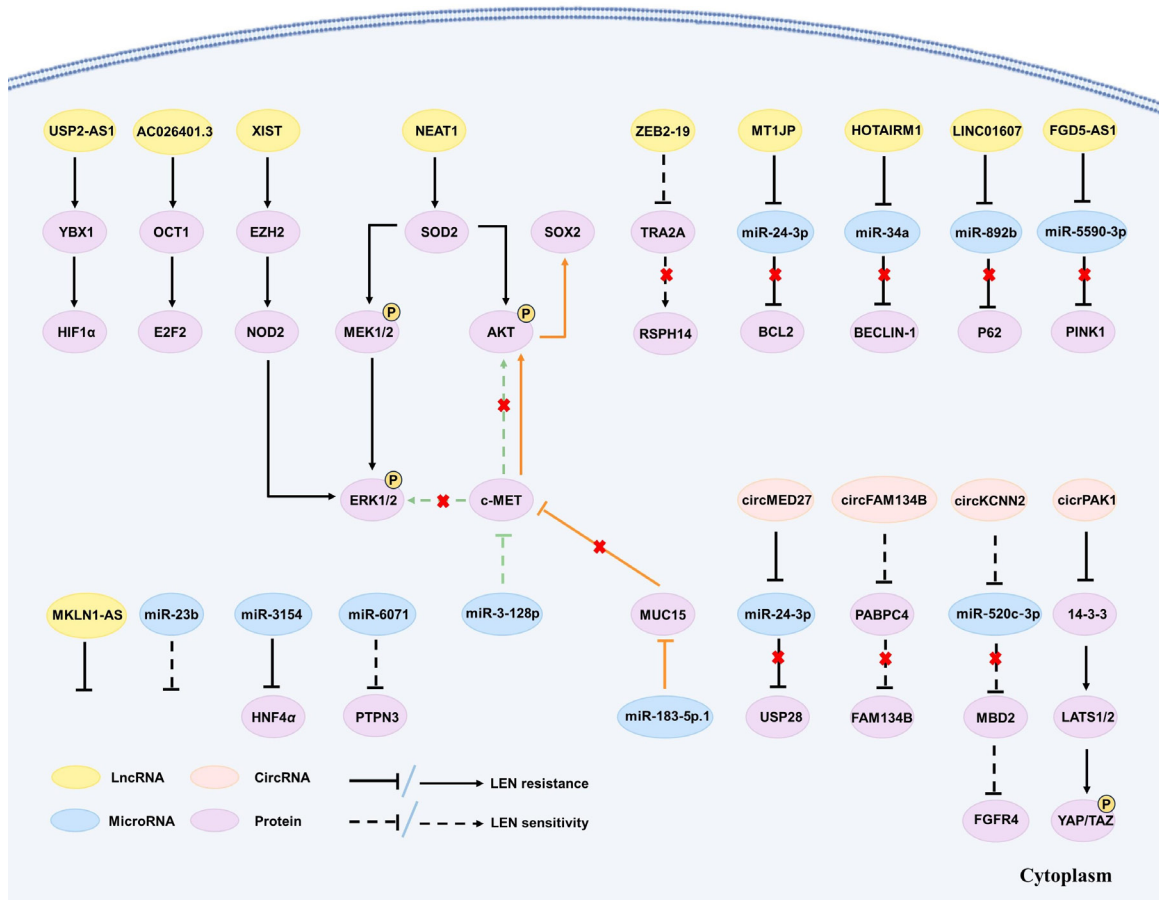 USP2-AS1
AC026401.3
XIST
NEAT1
ZEB2-19
MT1JP
HOTAIRM1
LINC01607
FGD5-AS1
YBX1
OCT1
EZH2
SOD2
SOX2
TRA2A
miR-24-3p
miR-34a
miR-892b
miR-5590-3p
HIF1α
E2F2
NOD2
MEK1/2
P
AKT
P
RSPH14
BCL2
BECLIN-1
P62
PINK1
ERK1/2
P
c-MET
circMED27
circFAM134B
circKCNN2
cicrPAK1
MKLN1-AS
miR-23b
miR-3154
miR-6071
miR-3-128p
MUC15
miR-24-3p
PABPC4
miR-520c-3p
14-3-3
HNF4α
PTPN3
miR-183-5p.1
USP28
FAM134B
MBD2
LATS1/2
LncRNA
CircRNA
LEN resistance
MicroRNA
Protein
LEN sensitivity
FGFR4
YAP/TAZ
P
Cytoplasm